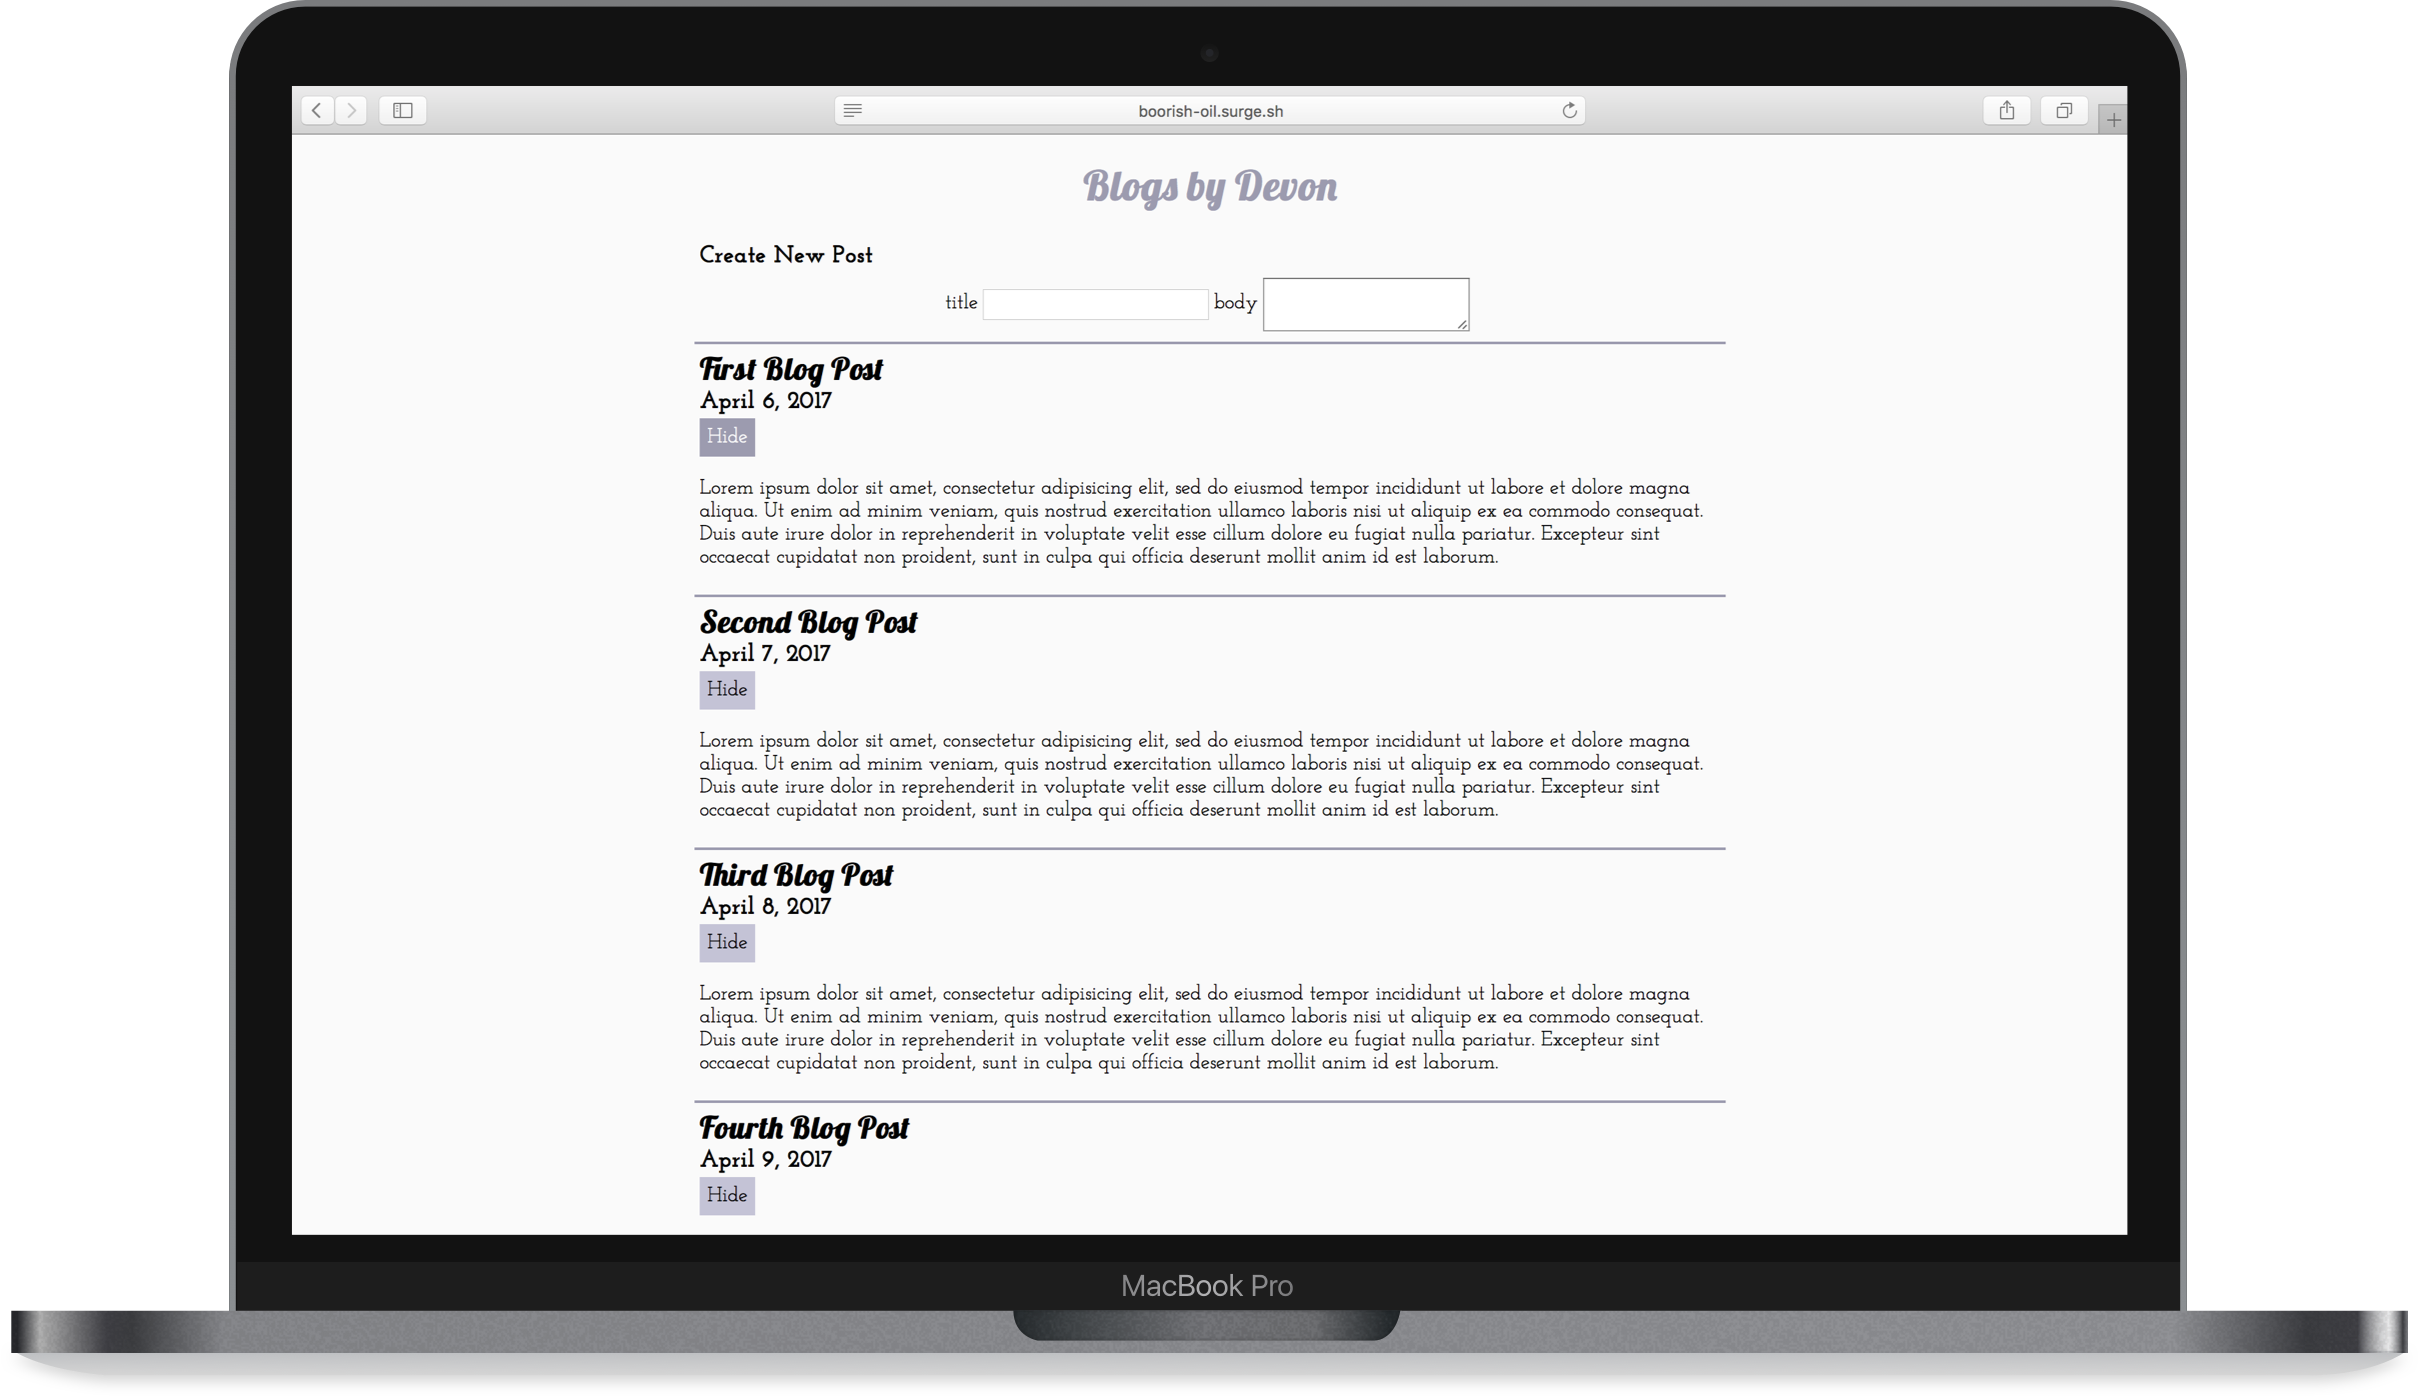 boorish-oil.surge.sh
Blogs by Devon
Create New Post
title body
First Blog Post
April 6, 2017
Hide
Lorem ipsum dolor sit amet, consectetur adipisicing elit, sed do eiusmod tempor incididunt ut labore et dolore magna
aliqua. Ut enim ad minim veniam, quis nostrud exercitation ullamco laboris nisi ut aliquip ex ea commodo consequat.
Duis aute irure dolor in reprehenderit in voluptate velit esse cillum dolore eu fugiat nulla pariatur. Excepteur sint
occaecat cupidatat non proident, sunt in culpa qui officia deserunt mollit anim id est laborum.
Second Blog Post
April 7, 2017
Hide
Lorem ipsum dolor sit amet, consectetur adipisicing elit, sed do eiusmod tempor incididunt ut labore et dolore magna
aliqua. Ut enim ad minim veniam, quis nostrud exercitation ullamco laboris nisi ut aliquip ex ea commodo consequat.
Duis aute irure dolor in reprehenderit in voluptate velit esse cillum dolore eu fugiat nulla pariatur. Excepteur sint
occaecat cupidatat non proident, sunt in culpa qui officia deserunt mollit anim id est laborum.
Third Blog Post
April 8, 2017
Hide
Lorem ipsum dolor sit amet, consectetur adipisicing elit, sed do eiusmod tempor incididunt ut labore et dolore magna
aliqua. Ut enim ad minim veniam, quis nostrud exercitation ullamco laboris nisi ut aliquip ex ea commodo consequat.
Duis aute irure dolor in reprehenderit in voluptate velit esse cillum dolore eu fugiat nulla pariatur. Excepteur sint
occaecat cupidatat non proident, sunt in culpa qui officia deserunt mollit anim id est laborum.
Fourth Blog Post
April 9, 2017
Hide
MacBook Pro